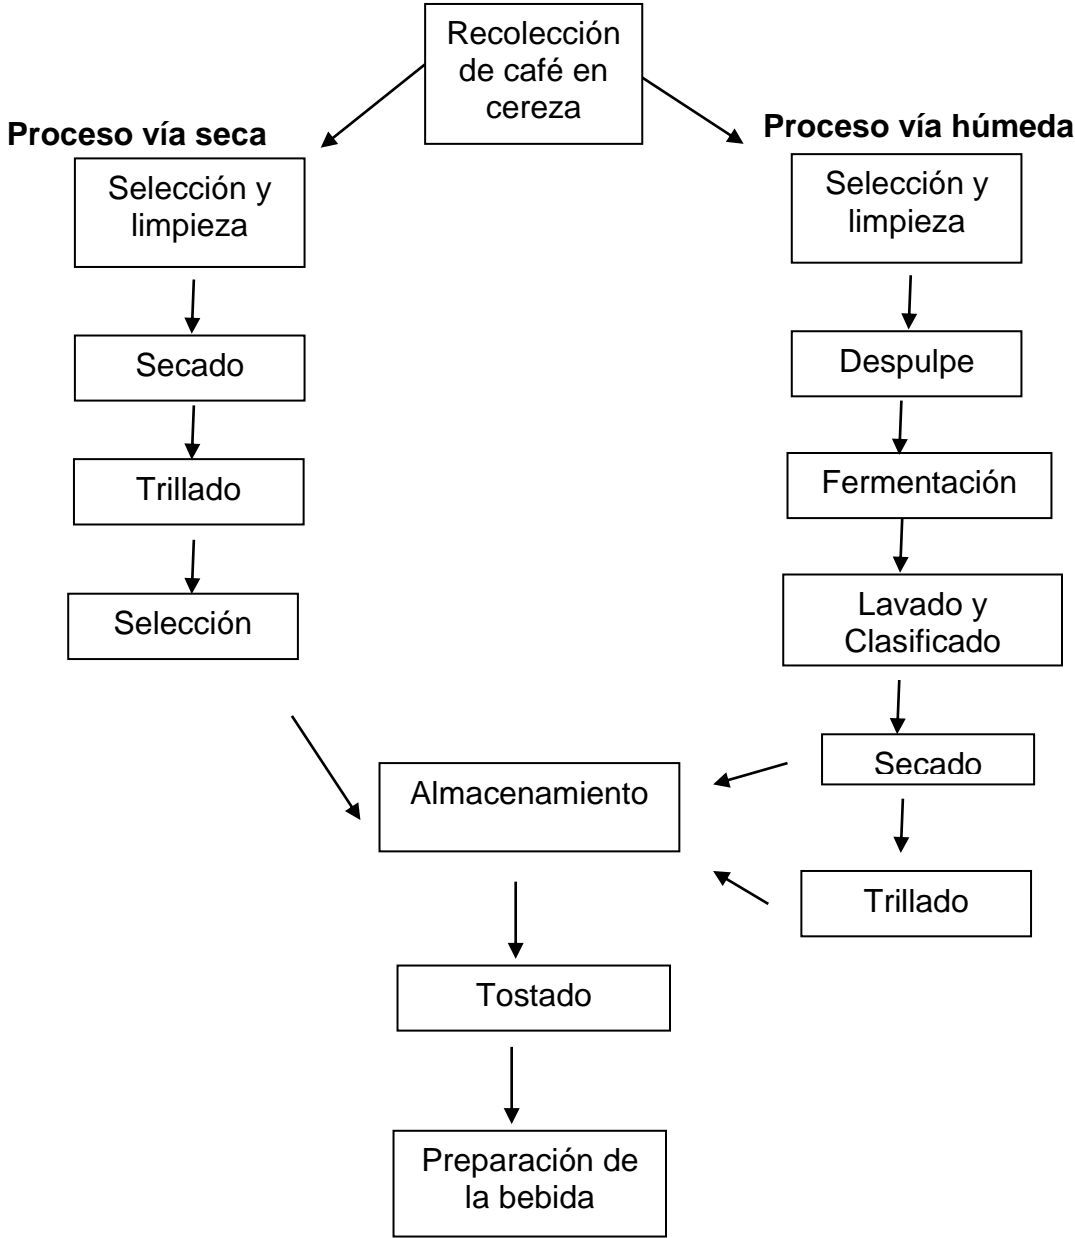 Recolección
de café en
cereza
Proceso vía seca
Selección y
limpieza
Secado
Trillado
Selección
Proceso vía húmeda
Selección y
limpieza
Despulpe
Fermentación
Lavado y
Clasificado
Secado
Trillado
Almacenamiento
Tostado
Preparación de
la bebida